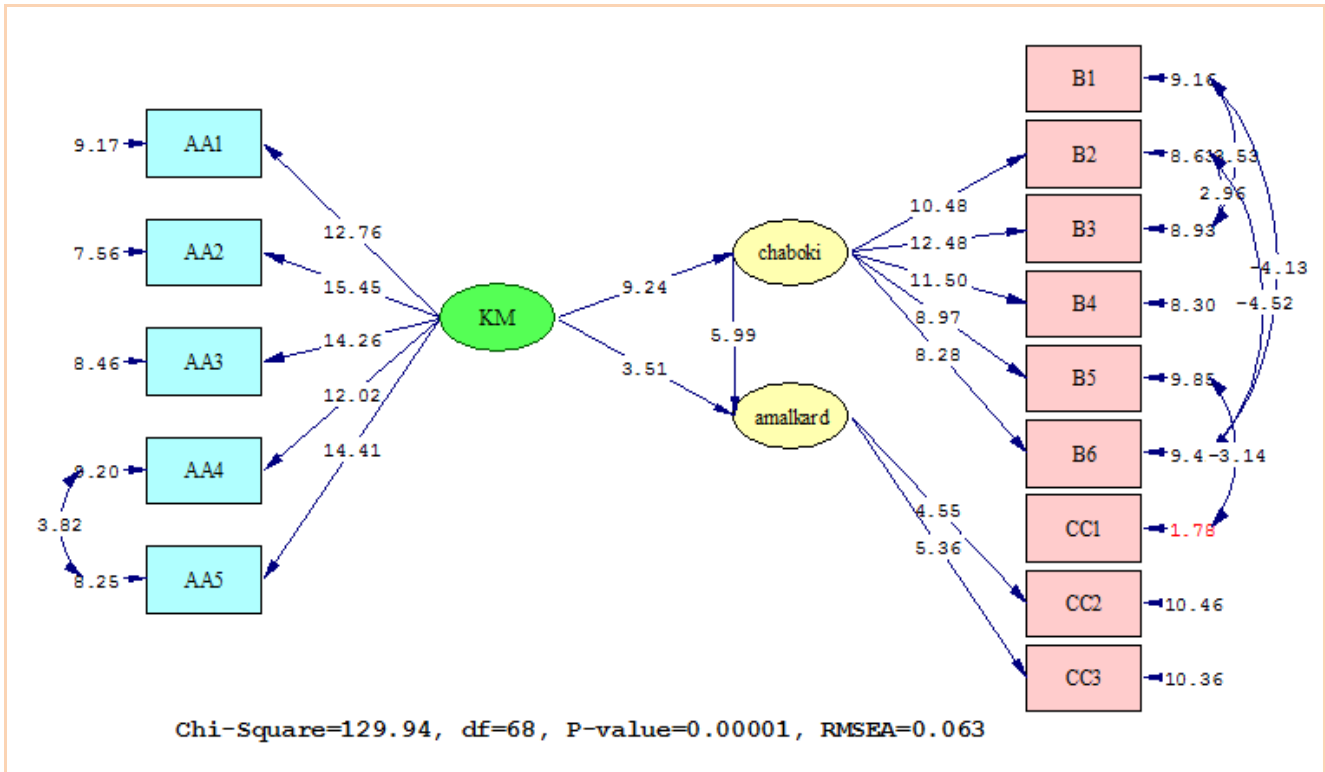 B1
9.16
9.17
AA1
B2
8.63
3.53
10.48
2.96
12.76
B3
8.93
7.56
AA2
chaboki
12.48
-4.13
15.45
9.24
11.50
B4
8.30
-4.52
KM
8.97
5.99
14.26
8.28
8.46
AA3
3.51
B5
9.85
12.02
amalkard
14.41
B6
9.4
-3.14
9.20
AA4
4.55
3.82
5.36
CC1
1.78
8.25
AA5
CC2
10.46
CC3
10.36
Chi-Square=129.94, df=68, P-value=0.00001, RMSEA=0.063